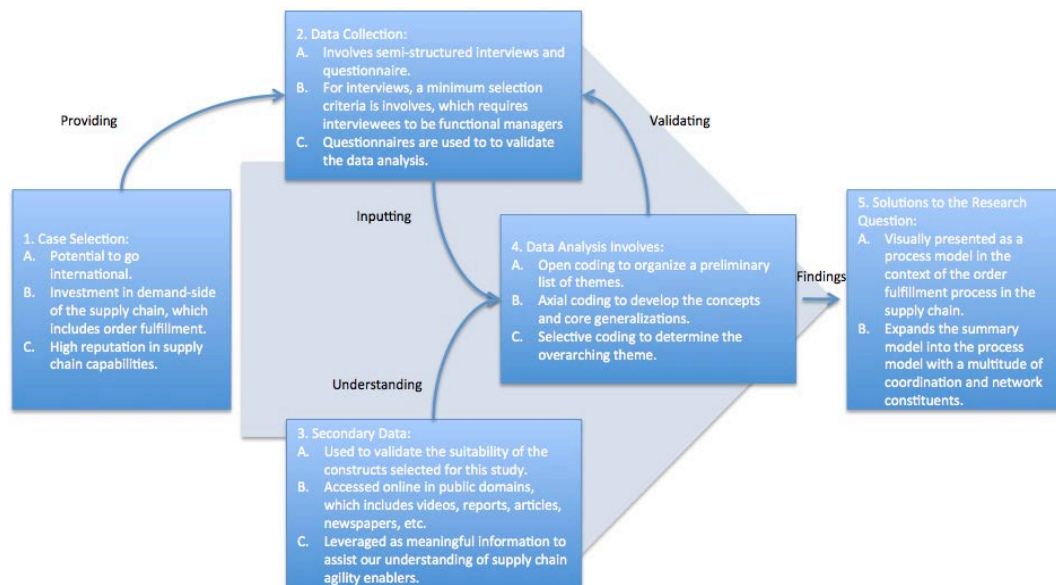 2. Data Collection:
A. Involves semi-structured interviews and
questionnaire.
B. For interviews, a minimum selection
criteria is involves, which requires
interviewees to be functional managers
C. Questionnaires are used to to validate
the data analysis.
Providing
Validating
1. Case Selection:
A. Potential to go
international.
B. Investment in demand-side
of the supply chain, which
includes order fulfillment.
C. High reputation in supply
chain capabilities.
Inputting
4. Data Analysis Involves:
A. Open coding to organize a preliminary
list of themes.
B. Axial coding to develop the concepts
and core generalizations.
C. Selective coding to determine the
overarching theme.
Findings
5. Solutions to the Research
Question:
A. Visually presented as a
process model in the
context of the order
fulfillment process in the
supply chain.
B. Expands the summary
model into the process
model with a multitude of
coordination and network
constituents.
Understanding
3. Secondary Data:
A. Used to validate the suitability of the
constructs selected for this study.
B. Accessed online in public domains,
which includes videos, reports, articles,
newspapers, etc.
C. Leveraged as meaningful information to
assist our understanding of supply chain
agility enablers.